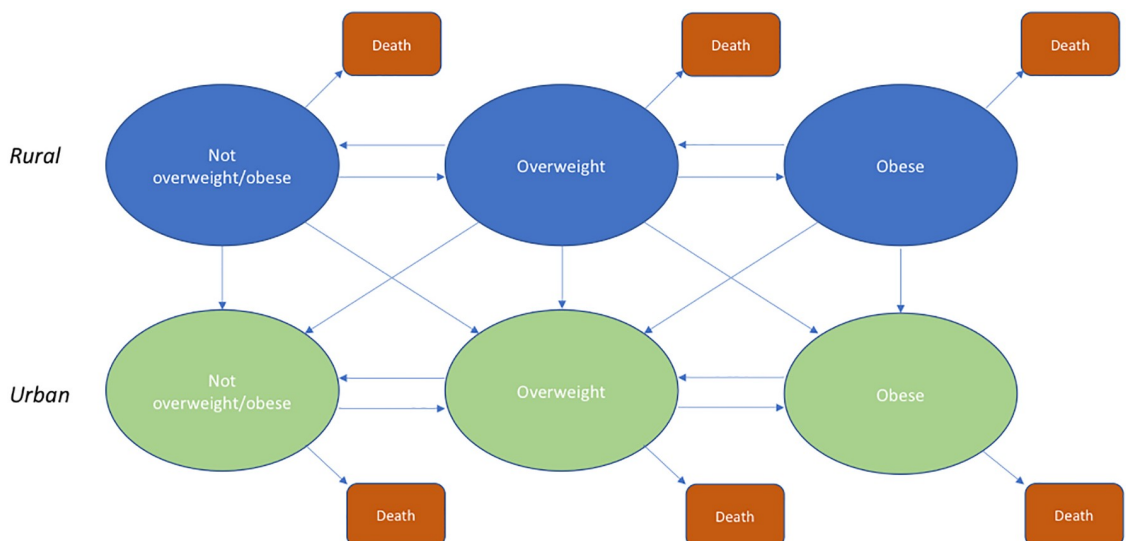 Death
Death
Death
Rural
Not
overweight/obese
Overweight
Obese
Urban
Not
overweight/obese
Overweight
Obese
Death
Death
Death